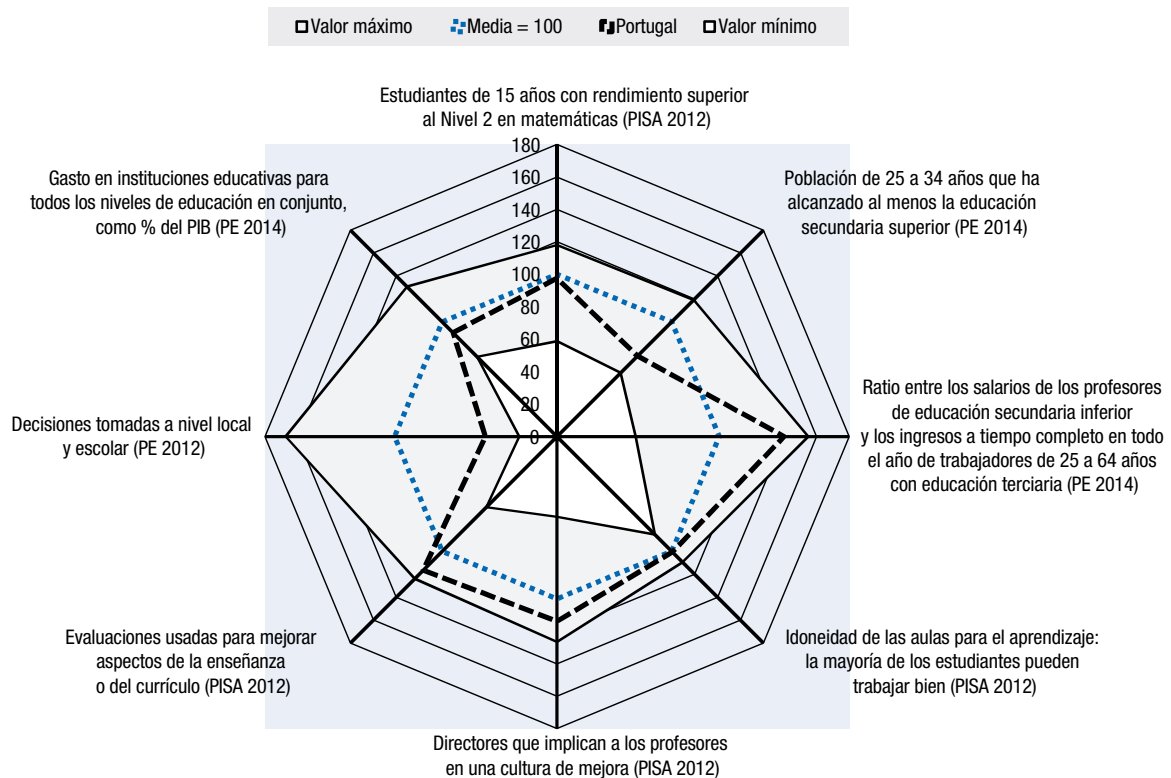 Valor máximo Media = 100 Portugal Valor mínimo
Estudiantes de 15 años con rendimiento superior
al Nivel 2 en matemáticas (PISA 2012)
Población de 25 a 34 años que ha
alcanzado al menos la educación
secundaria superior (PE 2014)
Ratio entre los salarios de los profesores
de educación secundaria inferior
y los ingresos a tiempo completo en todo
el año de trabajadores de 25 a 64 años
con educación terciaria (PE 2014)
Idoneidad de las aulas para el aprendizaje:
la mayoría de los estudiantes pueden
trabajar bien (PISA 2012)
Directores que implican a los profesores
en una cultura de mejora (PISA 2012)
Evaluaciones usadas para mejorar
aspectos de la enseñanza
o del currículo (PISA 2012)
Decisiones tomadas a nivel local
y escolar (PE 2012)
Gasto en instituciones educativas para
todos los niveles de educación en conjunto,
como % del PIB (PE 2014)
180
160
140
120
100
80
60
40
20
0